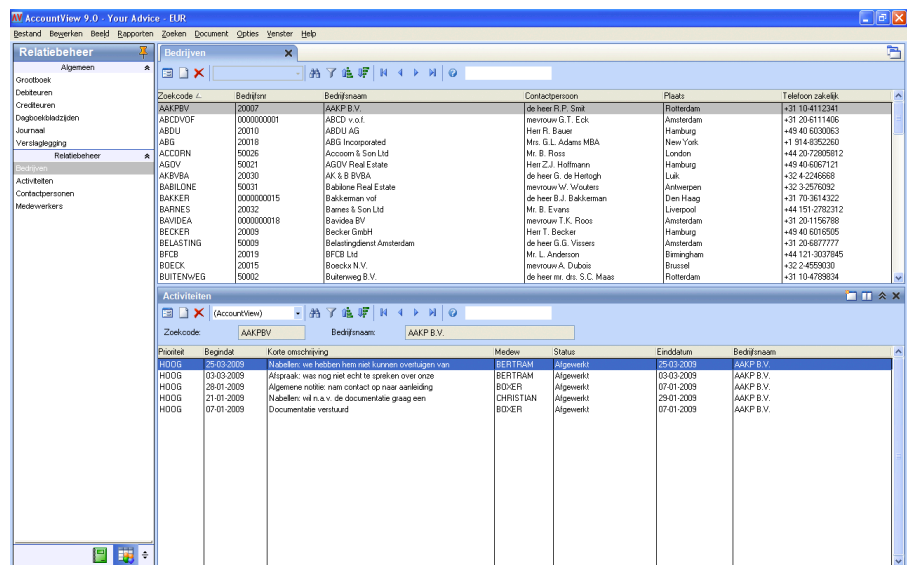 AccountView 9.0 - Your Advice - EUR
Bestand Bewerken Beeld Rapporten Zoeken Document Opties Venster Help
Relatiebeheer
Algemeen
Grootboek
Debiteuren
Crediteuren
Dagboekbladzijden
Journaal
Verslaglegging
Relatiebeheer
Bedrijven
Activiteiten
Contactpersonen
Medewerkers
Bedrijven
Zoekcode Bedrijfsnr Bedrijfsnaam Contactpersoon Plaats Telefoon zakelijk
AAKPBV 20007 AAKP B.V. de heer R.P. Smit Rotterdam +31 10-4112341
ABCDVOF 0000000001 ABCD v.o.f. mevrouw G.T. Eck Amsterdam +31 20-6111406
ABDU 20010 ABDU AG Herr R. Bauer Hamburg +49 40 6030063
ABG 20018 ABG Incorporated Mrs. G.L. Adams MBA New York +1 914-8352260
ACCORN 50026 Accoorn & Son Ltd Mr. B. Ross London +44 20-72805812
AGOV 50021 AGOV Real Estate Herr Z.J. Hoffmann Hamburg +49 40-6067121
AKBVBA 20030 AK & B BVBA de heer G. de Hertogh Luik +32 4-2246668
BABILONE 50031 Babilone Real Estate mevrouw W. Wouters Antwerpen +32 3-2576092
BAKKER 0000000015 Bakkerman vof de heer B.J. Bakkerman Den Haag +31 70-3614322
BARNES 20032 Barnes & Son Ltd Mr. B. Evans Liverpool +44 151-2782312
BAVIDEA 0000000018 Bavidea BV mevrouw T.K. Roos Amsterdam +31 20-1156788
BECKER 20009 Becker GmbH Herr T. Becker Hamburg +49 40 6016505
BELASTING 50009 Belastingdienst Amsterdam de heer G.G. Vissers Amsterdam +31 20-6877777
BFCB 20019 BFCB Ltd Mr. L. Anderson Birmingham +44 121-3037845
BOECK 20015 Boeckx N.V. mevrouw A. Dubois Brussel +32 2-4559030
BUITENWEG 50002 Buitenweg B.V. de heer mr. drs. S.C. Maas Rotterdam +31 10-4789834
Activiteiten
(AccountView)
Zoekcode: AAKPBV Bedrijfsnaam: AAKP B.V.
Prioriteit Begindat Korte omschrijving Medew Status Einddatum Bedrijfsnaam
HOOG 25-03-2009 Nabellen: we hebben hem niet kunnen overtuigen van BERTRAM Afgewerkt 25-03-2009 AAKP B.V.
HOOG 03-03-2009 Afspraak: was nog niet echt te spreken over onze BERTRAM Afgewerkt 03-03-2009 AAKP B.V.
HOOG 28-01-2009 Algemene notitie: nam contact op naar aanleiding BOXER Afgewerkt 07-01-2009 AAKP B.V.
HOOG 21-01-2009 Nabellen: wil n.a.v. de documentatie graag een CHRISTIAN Afgewerkt 29-01-2009 AAKP B.V.
HOOG 07-01-2009 Documentatie verstuurd BOXER Afgewerkt 07-01-2009 AAKP B.V.